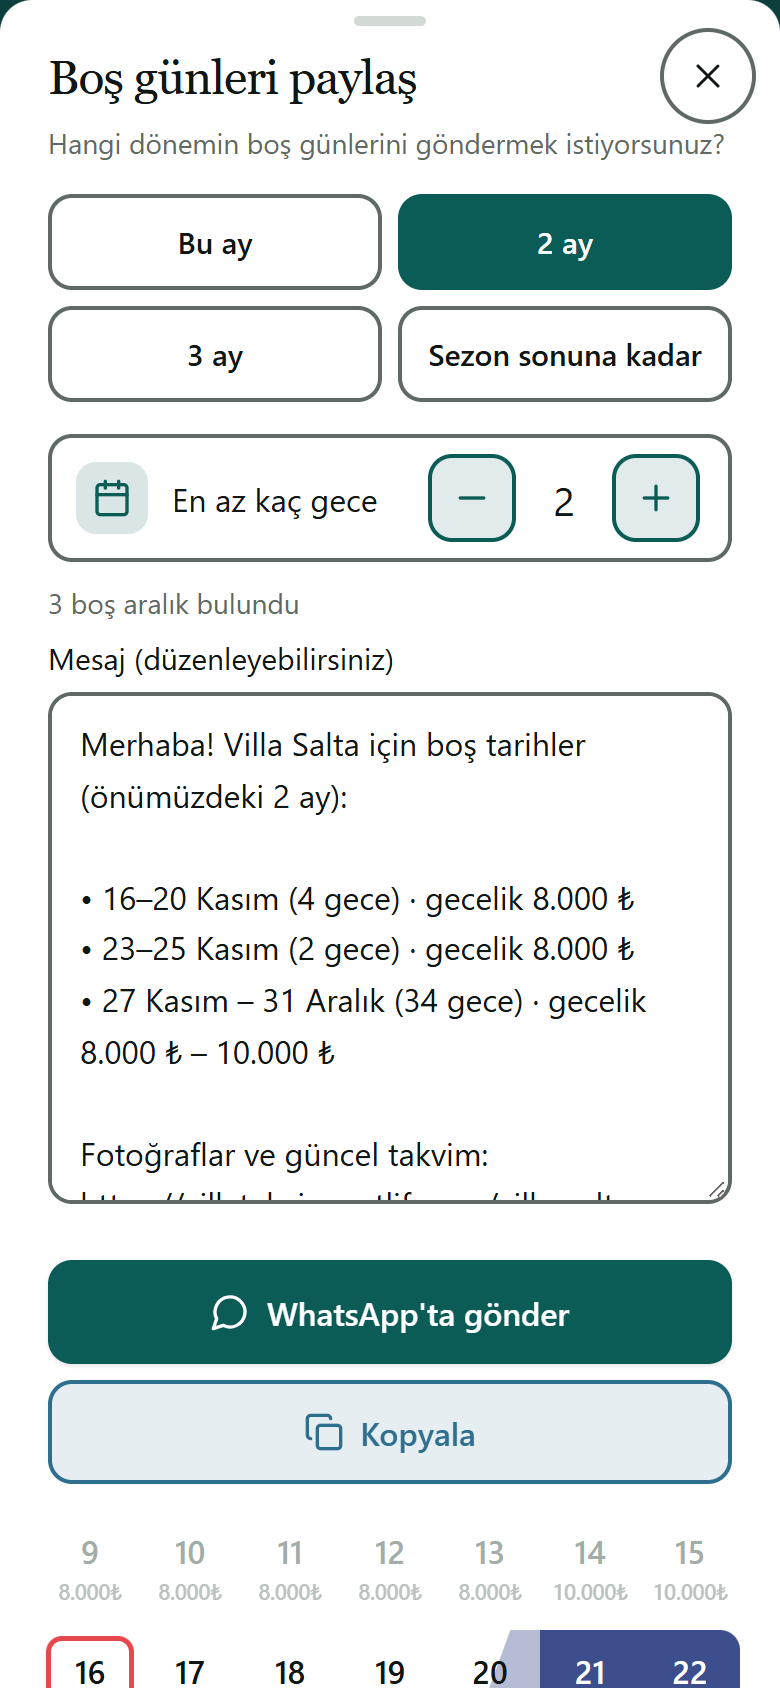 Boş günleri paylaş
Hangi dönemin boş günlerini göndermek istiyorsunuz?
Bu ay
2 ay
3 ay
Sezon sonuna kadar
En az kaç gece
2
3 boş aralık bulundu
Mesaj (düzenleyebilirsiniz)
Merhaba! Villa Salta için boş tarihler
(önümüzdeki 2 ay):
• 16–20 Kasım (4 gece) · gecelik 8.000 ₺
• 23–25 Kasım (2 gece) · gecelik 8.000 ₺
• 27 Kasım – 31 Aralık (34 gece) · gecelik
8.000 ₺ – 10.000 ₺
Fotoğraflar ve güncel takvim:
WhatsApp'ta gönder
Kopyala
9 10 11 12 13 14 15
8.000₺ 8.000₺ 8.000₺ 8.000₺ 8.000₺ 10.000₺ 10.000₺
16 17 18 19 20 21 22